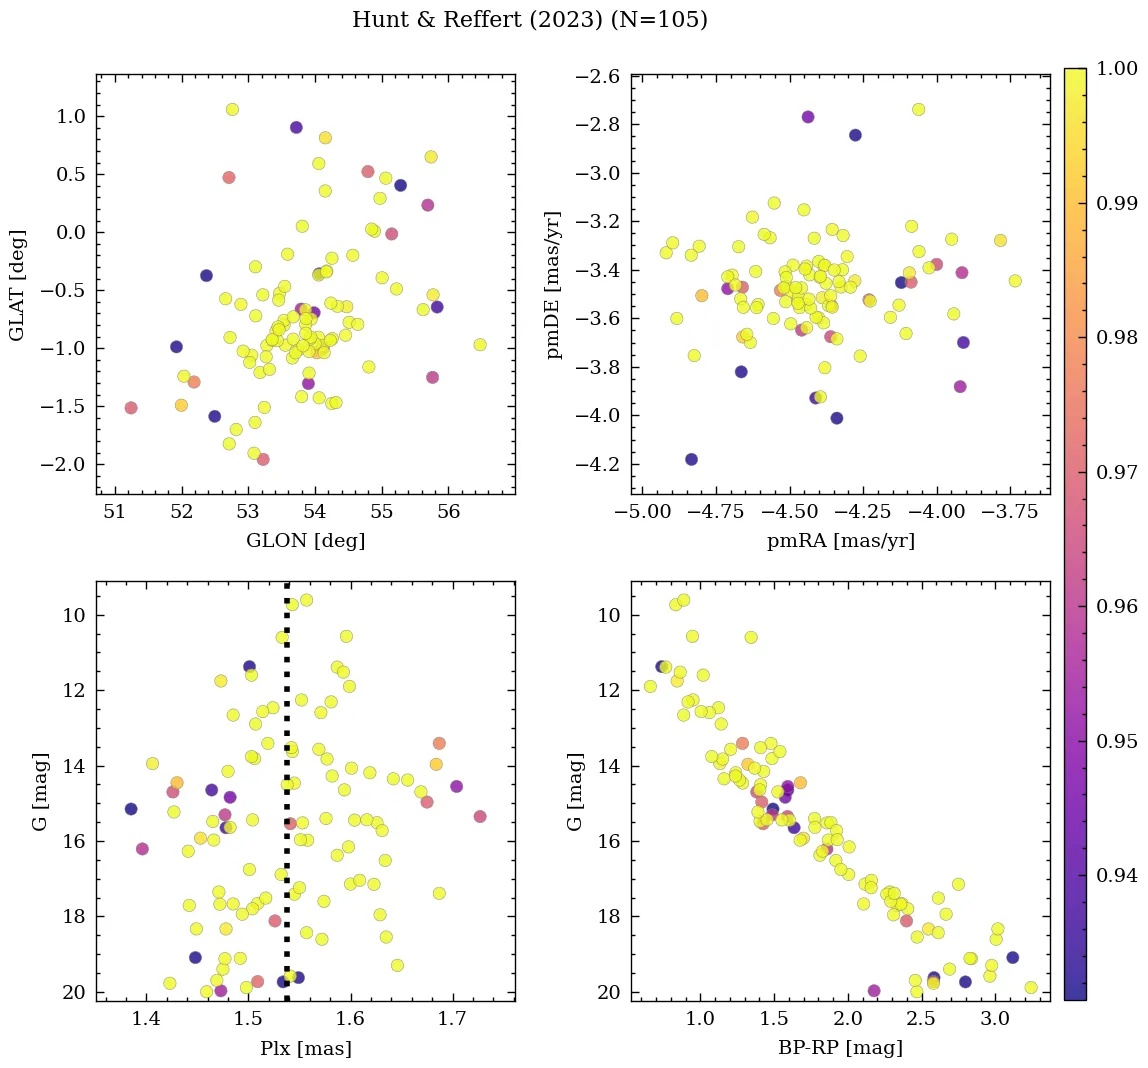 Hunt & Reffert (2023) (N=105)
1.0
0.5
0.0
−0.5
−1.0
−1.5
−2.0
GLAT [deg]
51 52 53 54 55 56
GLON [deg]
−2.6
−2.8
−3.0
−3.2
−3.4
−3.6
−3.8
−4.0
−4.2
pmDE [mas/yr]
−5.00 −4.75 −4.50 −4.25 −4.00 −3.75
pmRA [mas/yr]
10
12
14
16
18
20
G [mag]
1.4 1.5 1.6 1.7
Plx [mas]
10
12
14
16
18
20
G [mag]
1.0 1.5 2.0 2.5 3.0
BP-RP [mag]
1.00
0.99
0.98
0.97
0.96
0.95
0.94